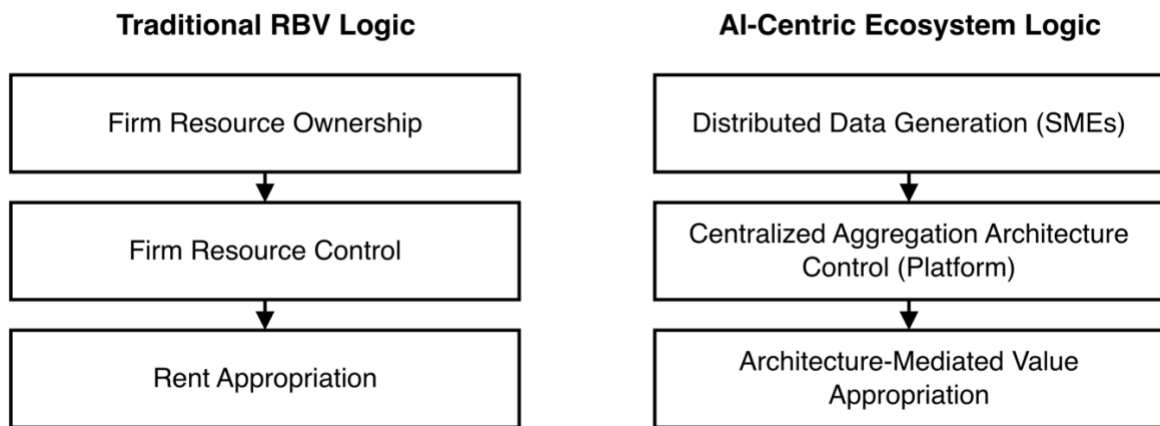 Traditional RBV Logic
Firm Resource Ownership
Firm Resource Control
Rent Appropriation
AI-Centric Ecosystem Logic
Distributed Data Generation (SMEs)
Centralized Aggregation Architecture
Control (Platform)
Architecture-Mediated Value
Appropriation